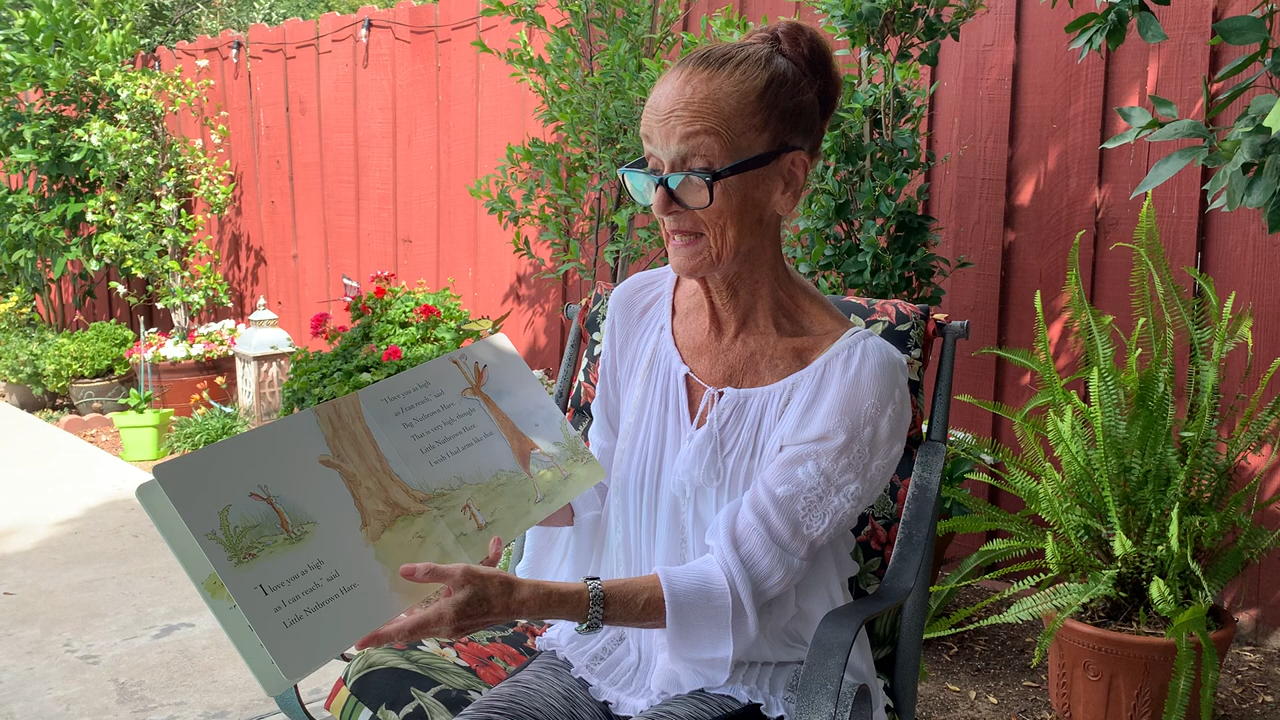 "I love you as high
as I can reach," said
Little Nutbrown Hare.
"I love you as high
as I can reach," said
Big Nutbrown Hare.
That is very high, thought
Little Nutbrown Hare.
I wish I had arms like that.